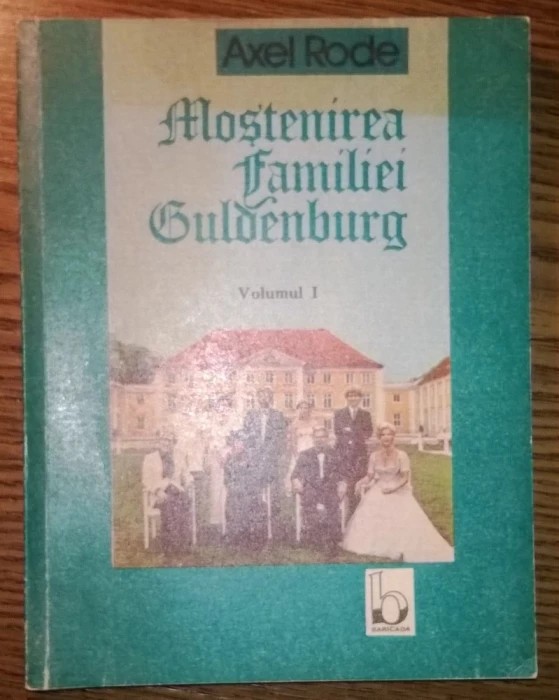 Axel Rode
Moştenirea
Familiei
Guldenburg
Volumul I
b
BARICADA